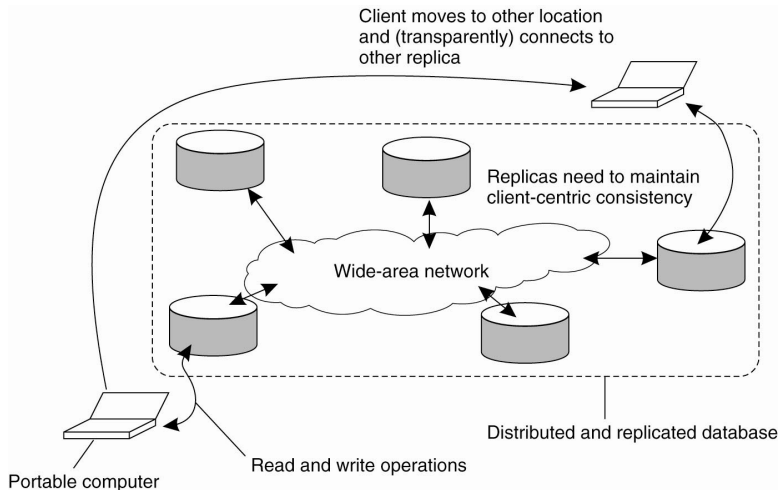 Client moves to other location
and (transparently) connects to
other replica
Replicas need to maintain
client-centric consistency
Wide-area network
Distributed and replicated database
Read and write operations
Portable computer